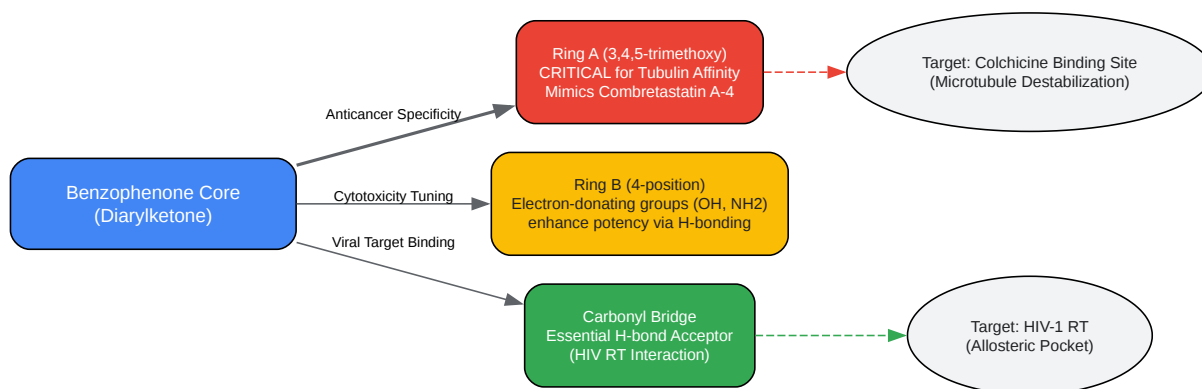 Benzophenone Core
(Diarylketone)
Anticancer Specificity
Cytotoxicity Tuning
Viral Target Binding
Ring A (3,4,5-trimethoxy)
CRITICAL for Tubulin Affinity
Mimics Combretastatin A-4
Ring B (4-position)
Electron-donating groups (OH, NH2)
enhance potency via H-bonding
Carbonyl Bridge
Essential H-bond Acceptor
(HIV RT Interaction)
Target: Colchicine Binding Site
(Microtubule Destabilization)
Target: HIV-1 RT
(Allosteric Pocket)